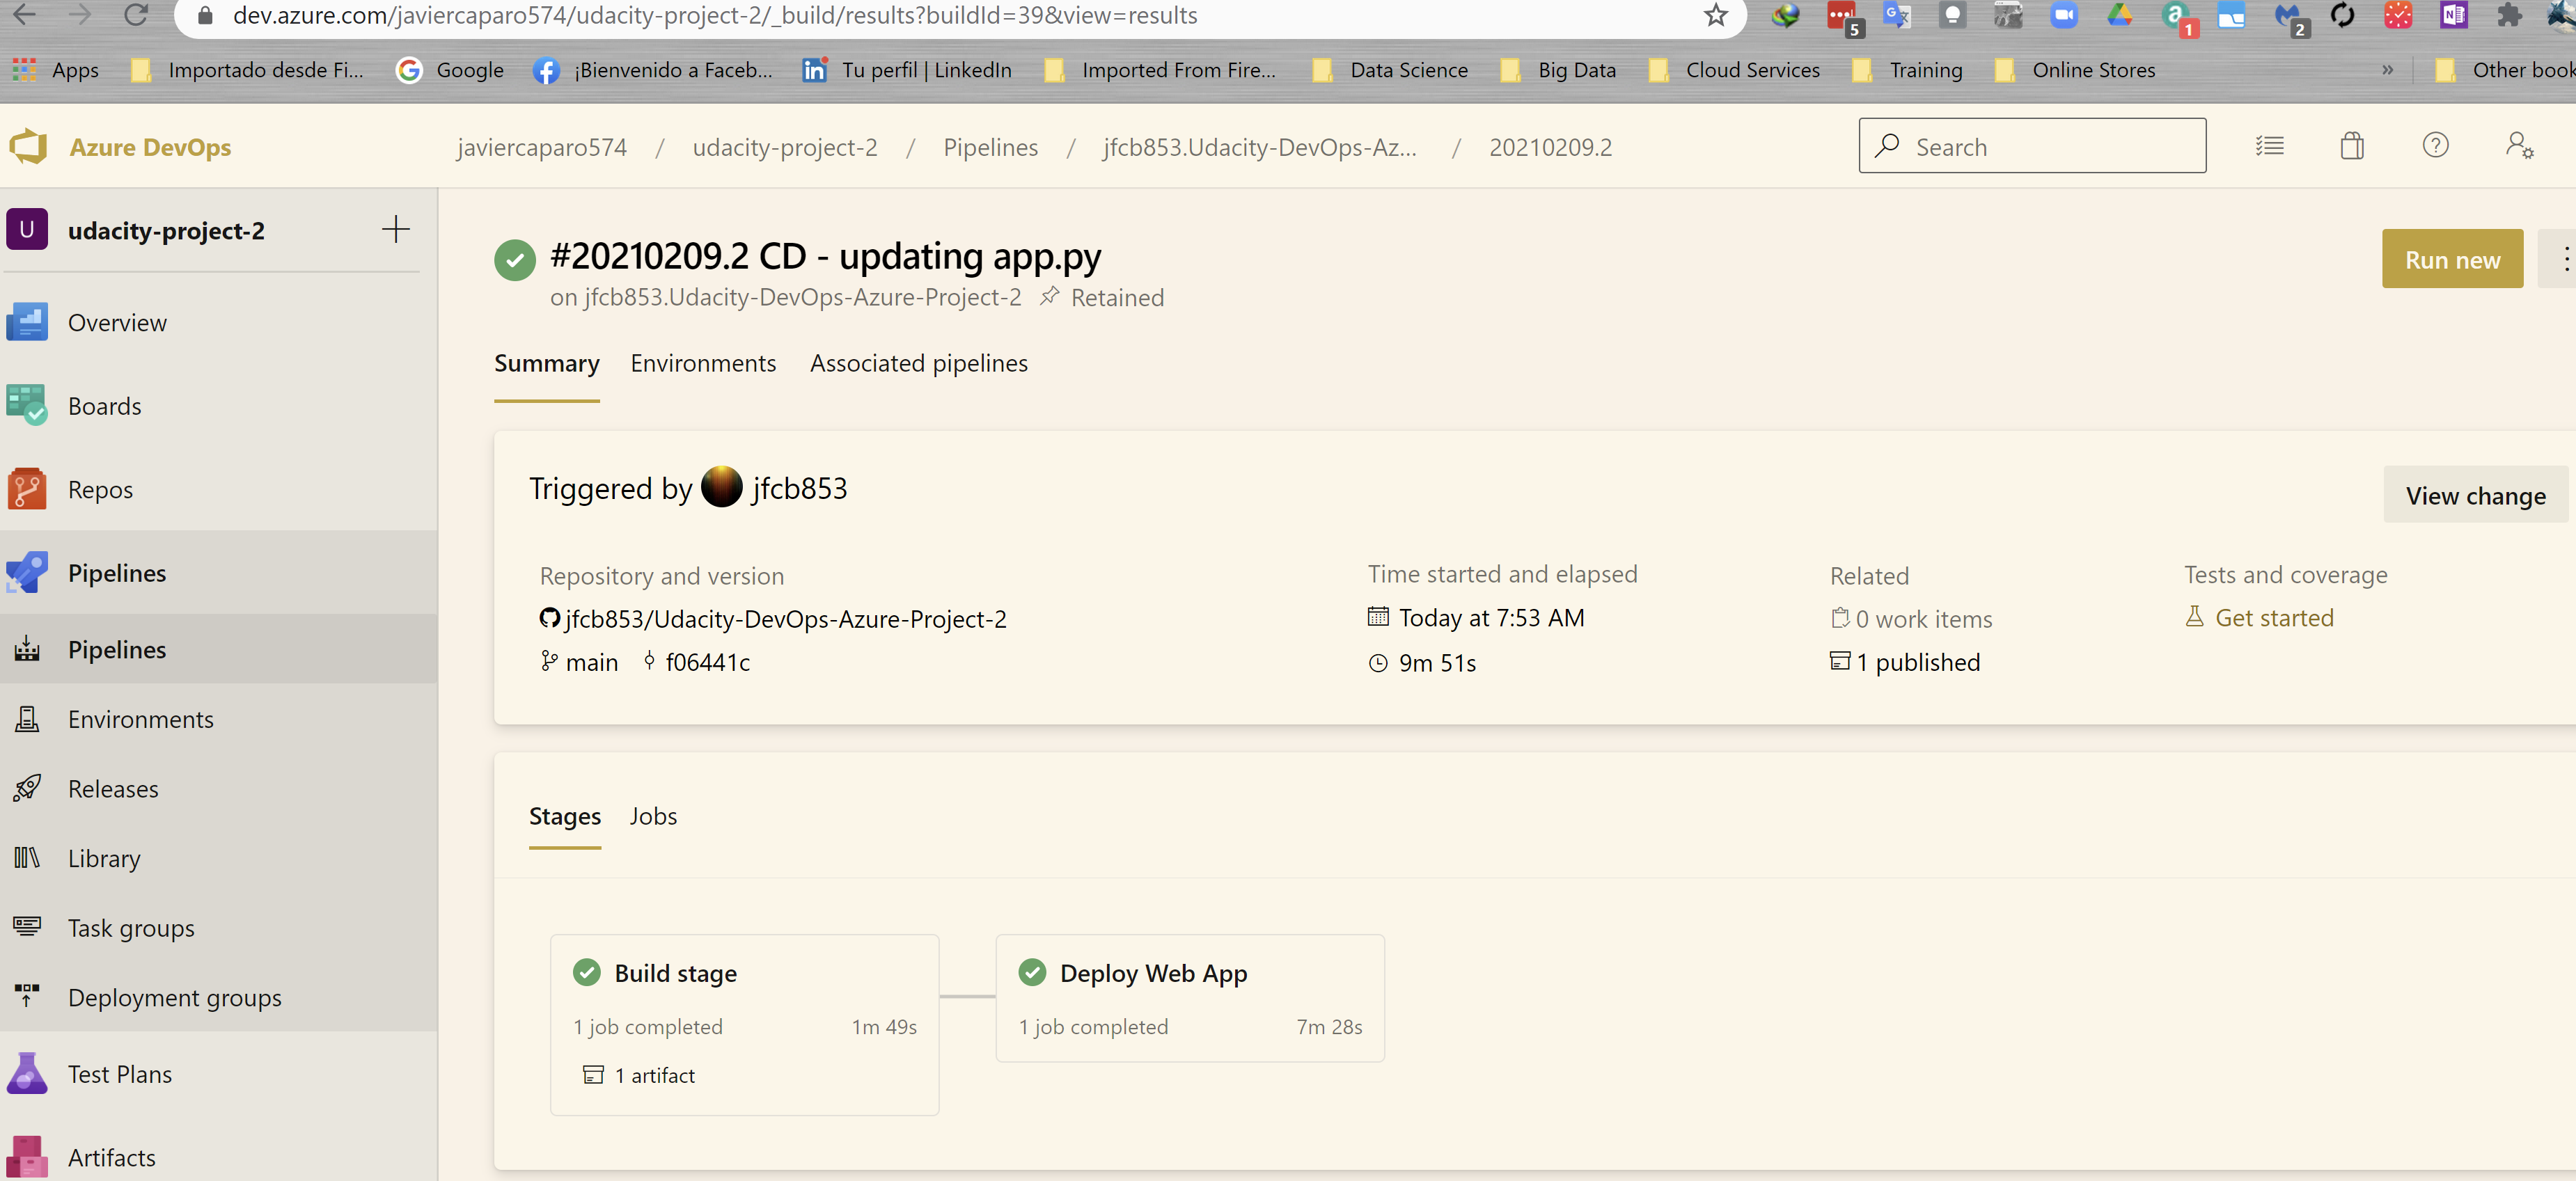 dev.azure.com/javiercaparo574/udacity-project-2/_build/results?buildId=39&view=results
5
1
2
Apps Importado desde Fi... Google ¡Bienvenido a Faceb... Tu perfil | LinkedIn Imported From Fire... Data Science Big Data Cloud Services Training Online Stores » Other book
Azure DevOps
javiercaparo574 / udacity-project-2 / Pipelines / jfcb853.Udacity-DevOps-Az... / 20210209.2
Search
U udacity-project-2
Overview
Boards
Repos
Pipelines
Pipelines
Environments
Releases
Library
Task groups
Deployment groups
Test Plans
Artifacts
#20210209.2 CD - updating app.py
on jfcb853.Udacity-DevOps-Azure-Project-2 Retained
Run new
Summary Environments Associated pipelines
Triggered by jfcb853
View change
Repository and version
jfcb853/Udacity-DevOps-Azure-Project-2
main f06441c
Time started and elapsed
Today at 7:53 AM
9m 51s
Related
0 work items
1 published
Tests and coverage
Get started
Stages Jobs
Build stage
1 job completed 1m 49s
1 artifact
Deploy Web App
1 job completed 7m 28s